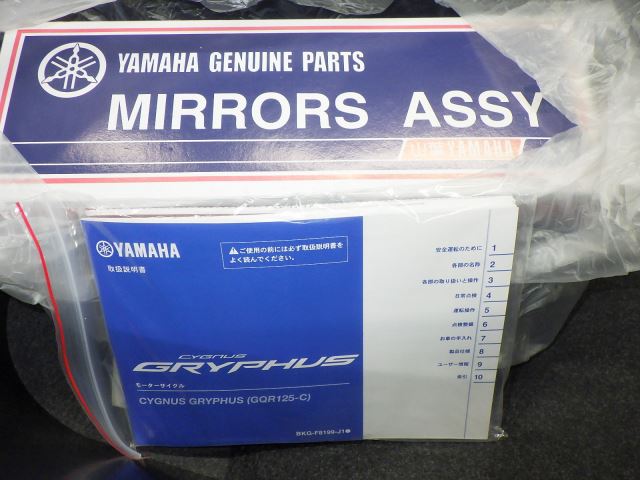 YAMAHA GENUINE PARTS
MIRRORS ASSY
YAMAHA
YAMAHA
取扱説明書
ご使用の前には必ず取扱説明書を
よく読んでください。
CYGNUS
GRYPHUS
モーターサイクル
CYGNUS GRYPHUS (GQR125-C)
BKG-F8199-J1
安全運転のために 1
各部の名称 2
各部の取り扱いと操作 3
日常点検 4
運転操作 5
点検整備 6
お車の手入れ 7
製品仕様 8
ユーザー情報 9
索引 10